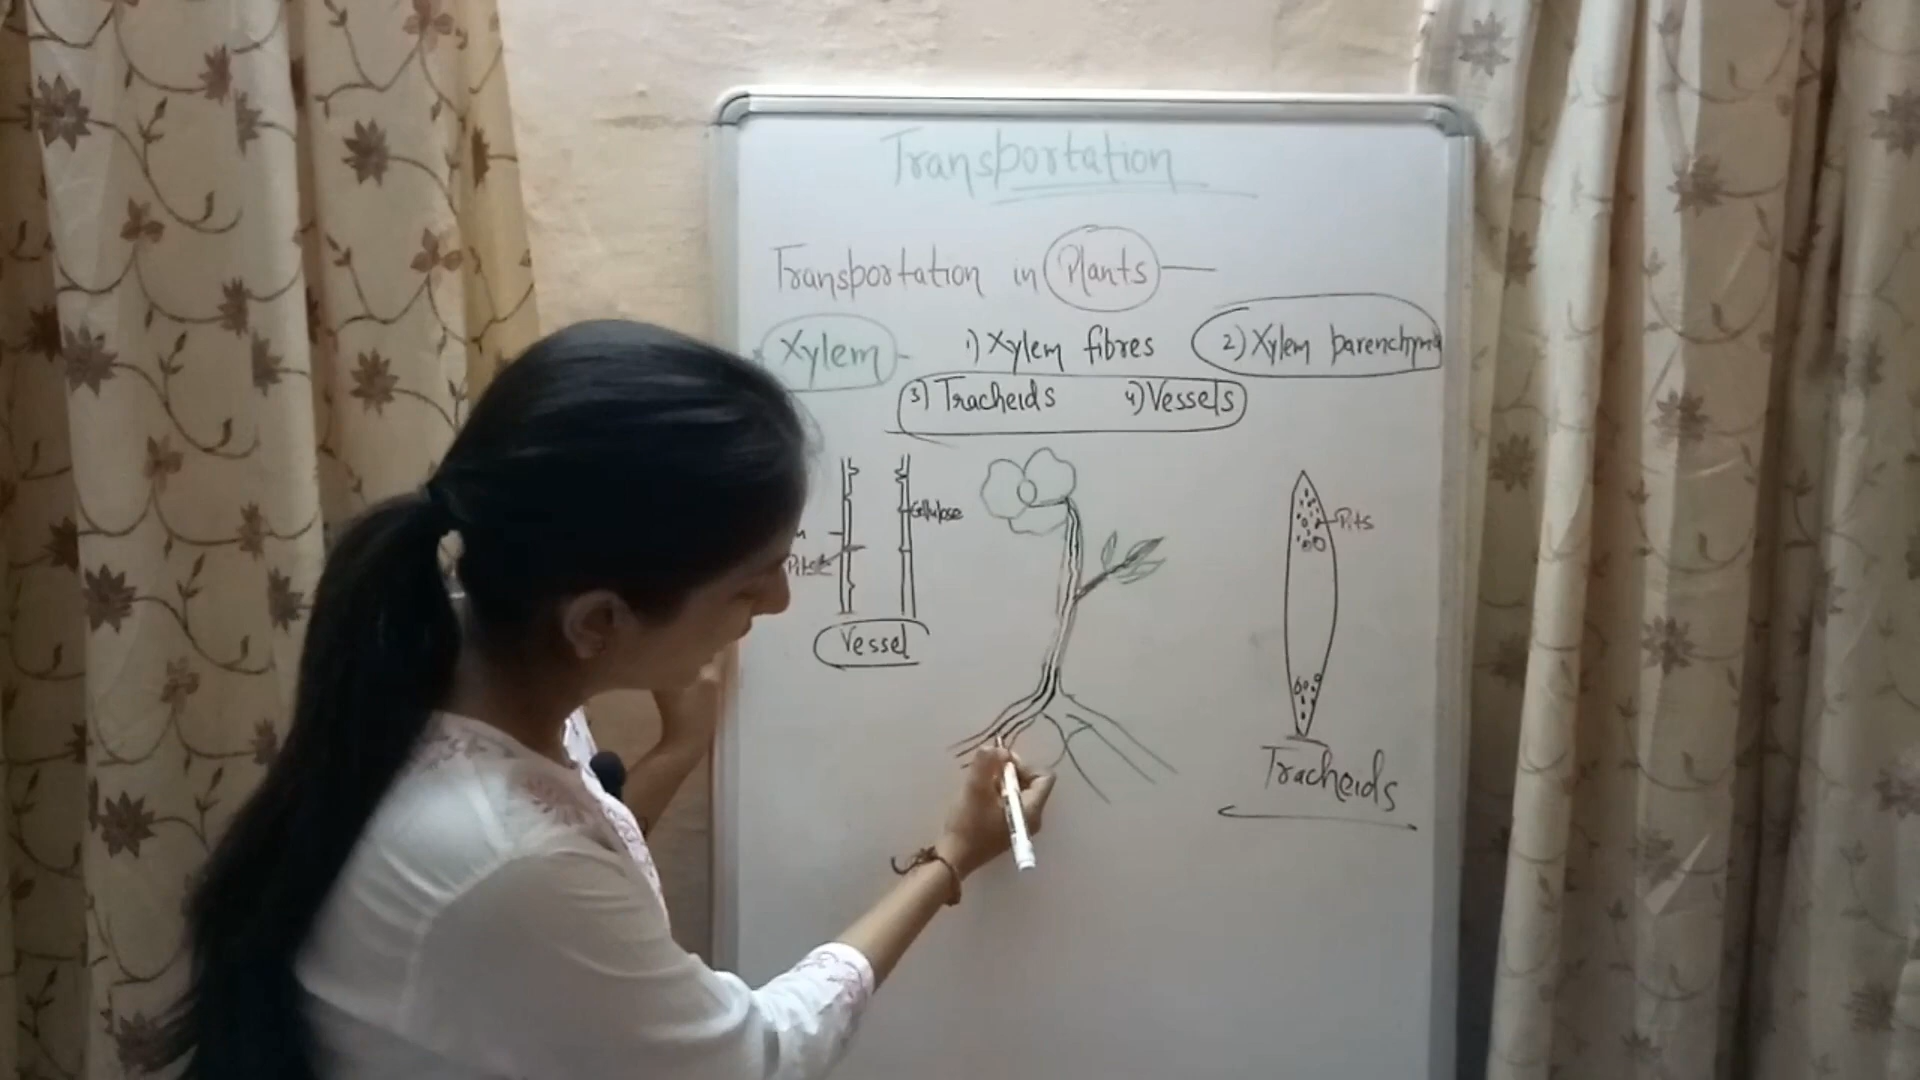 Transportation
Transportation in Plants
Xylem - 1) Xylem fibres 2) Xylem parenchyma
3) Tracheids 4) Vessels
Cellulose
Pits
Pits
Vessel
Tracheids